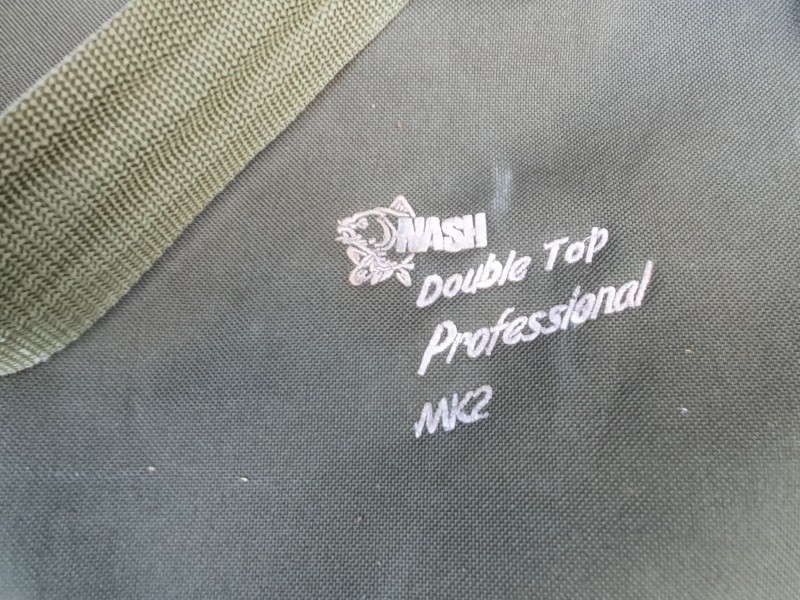 NASH
Double Top
Professional
MK2